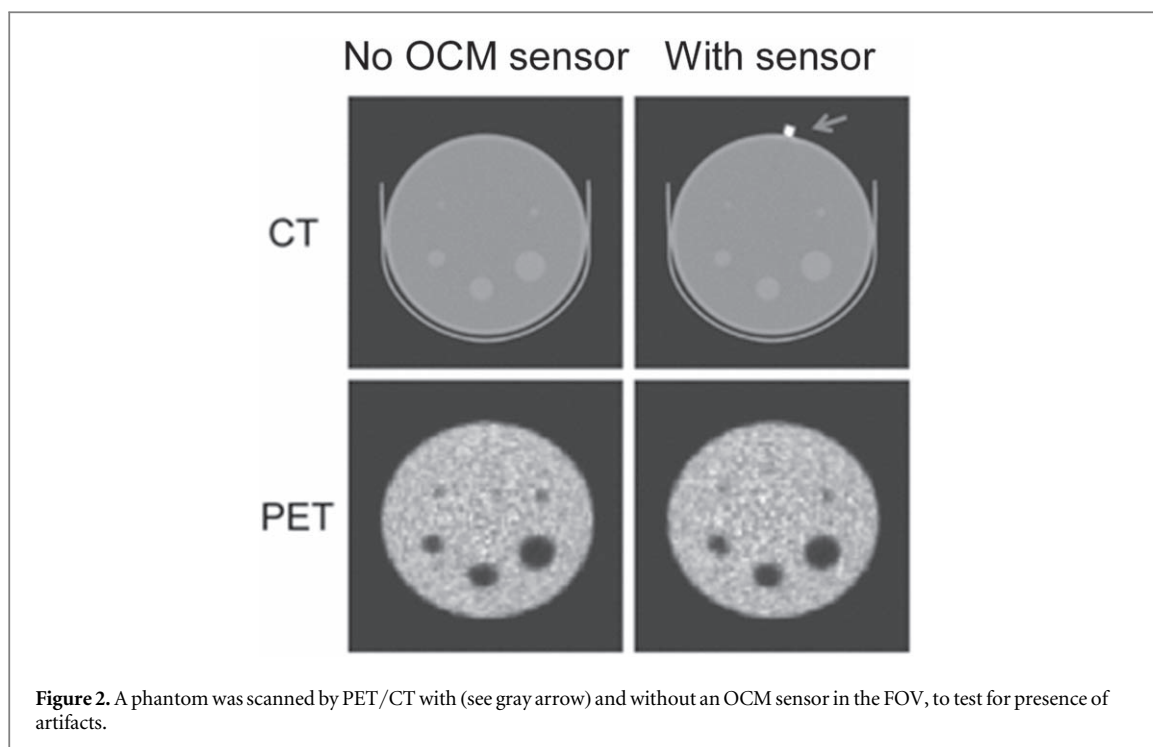 No OCM sensor With sensor
CT
PET
Figure 2. A phantom was scanned by PET/CT with (see gray arrow) and without an OCM sensor in the FOV, to test for presence of
artifacts.